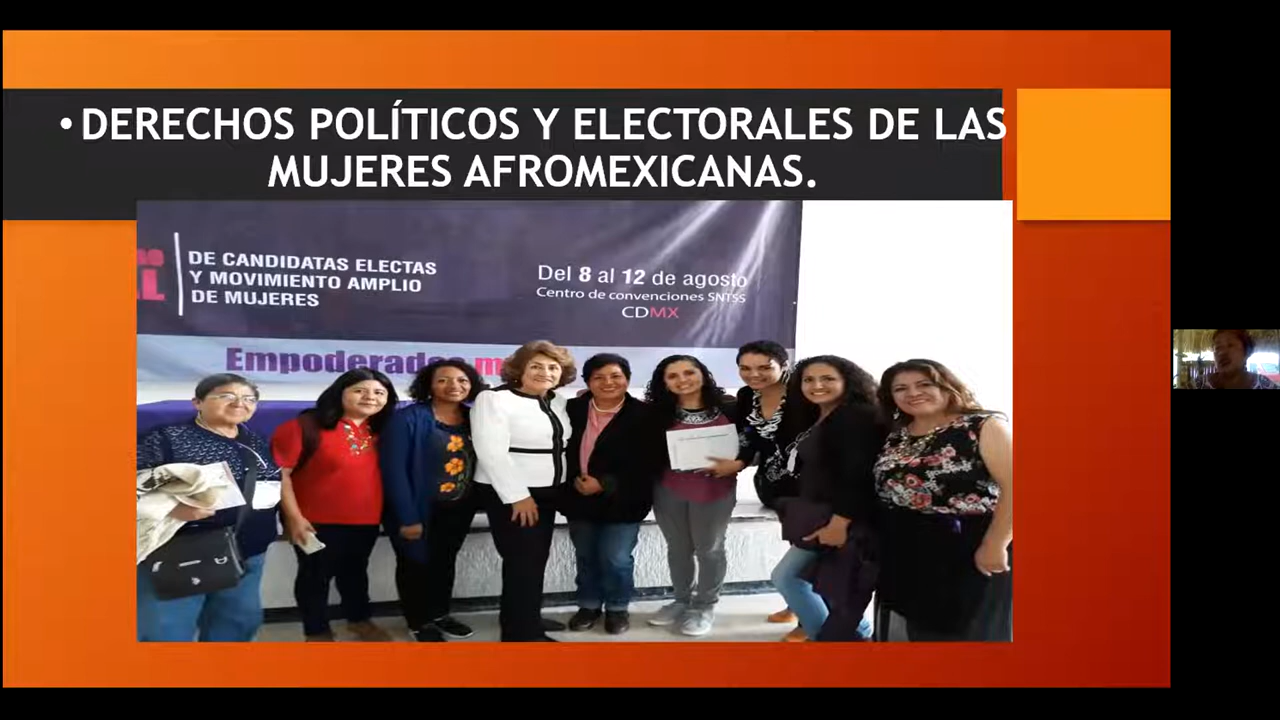 • DERECHOS POLÍTICOS Y ELECTORALES DE LAS
MUJERES AFROMEXICANAS.
DE CANDIDATAS ELECTAS
Y MOVIMIENTO AMPLIO
DE MUJERES
Del 8 al 12 de agosto
Centro de convenciones SNTSS
CDMX